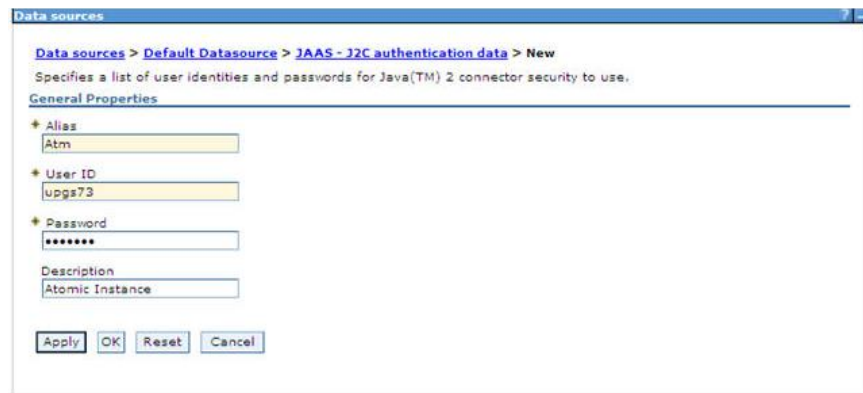 Data sources
?
Data sources > Default Datasource > JAAS - J2C authentication data > New
Specifies a list of user identities and passwords for Java(TM) 2 connector security to use.
General Properties
* Alias
Atm
* User ID
upgs73
* Password
•••••••
Description
Atomic Instance
Apply OK Reset Cancel